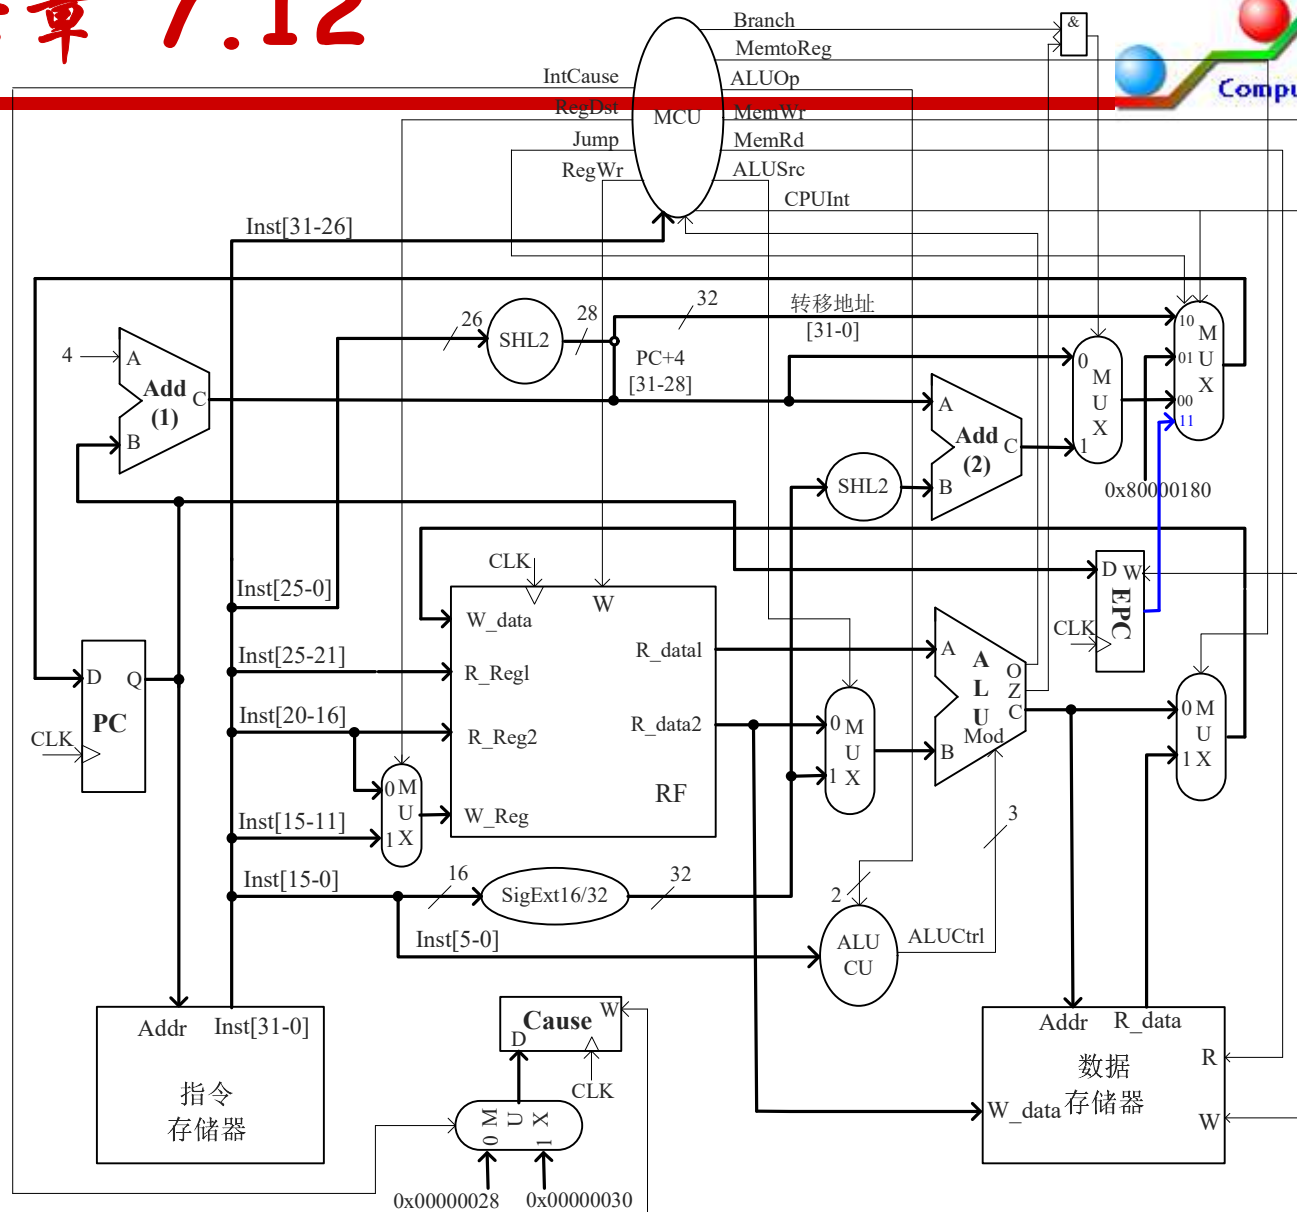 章 7.12
Compu
Branch
&
MemtoReg
IntCause
ALUOp
RegDst
MCU
MemWr
Jump
MemRd
RegWr
ALUSrc
CPUInt
Inst[31-26]
26
SHL2
28
32
转移地址
[31-0]
10
M
U
X
01
00
11
4
A
Add
(1)
C
B
PC+4
[31-28]
0
M
U
X
1
A
Add
(2)
C
B
SHL2
0x80000180
CLK
D W
EPC
CLK
Inst[25-0]
W
W_data
Inst[25-21]
R_Reg1
R_data1
A
A
L
U
O
Z
C
Mod
B
D Q
PC
CLK
Inst[20-16]
R_Reg2
R_data2
0 M
U
1 X
0 M
U
1 X
0 M
U
1 X
RF
Inst[15-11]
W_Reg
3
Inst[15-0]
16
SigExt16/32
32
2
Inst[5-0]
ALU
CU
ALUCtrl
Addr Inst[31-0]
指令
存储器
Cause
W
D
CLK
0 M
U
1 X
0x00000028 0x00000030
Addr R_data
数据
存储器
R
W_data
W